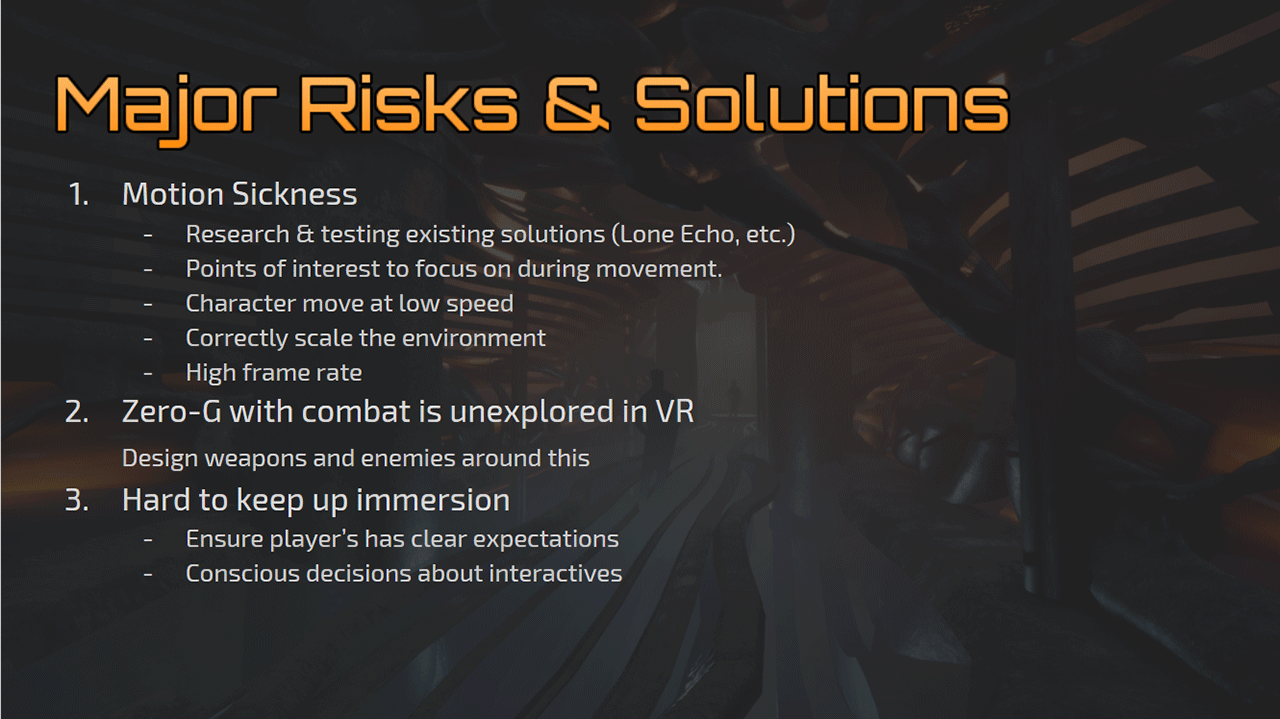 Major Risks & Solutions
1. Motion Sickness
- Research & testing existing solutions (Lone Echo, etc.)
- Points of interest to focus on during movement.
- Character move at low speed
- Correctly scale the environment
- High frame rate
2. Zero-G with combat is unexplored in VR
Design weapons and enemies around this
3. Hard to keep up immersion
- Ensure player’s has clear expectations
- Conscious decisions about interactives